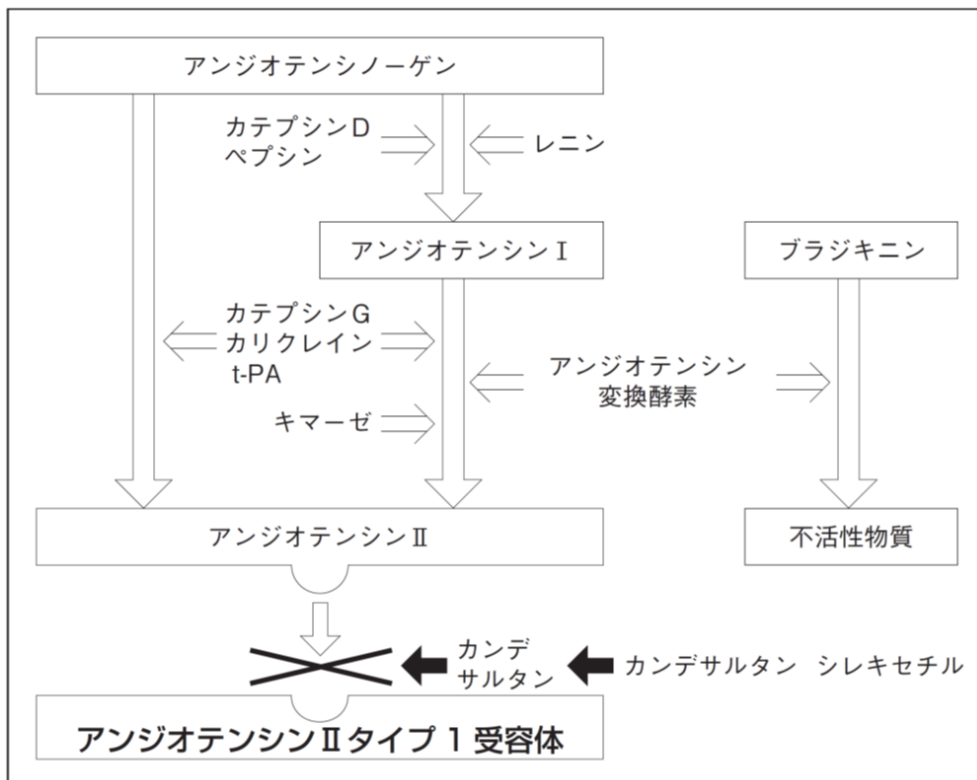 アンジオテンシノーゲン
カテプシンD
ペプシン
レニン
アンジオテンシンⅠ
ブラジキニン
カテプシンG
カリクレイン
t-PA
アンジオテンシン
変換酵素
キマーゼ
アンジオテンシンⅡ
不活性物質
カンデ
サルタン
カンデサルタン シレキセチル
アンジオテンシンⅡタイプ1受容体